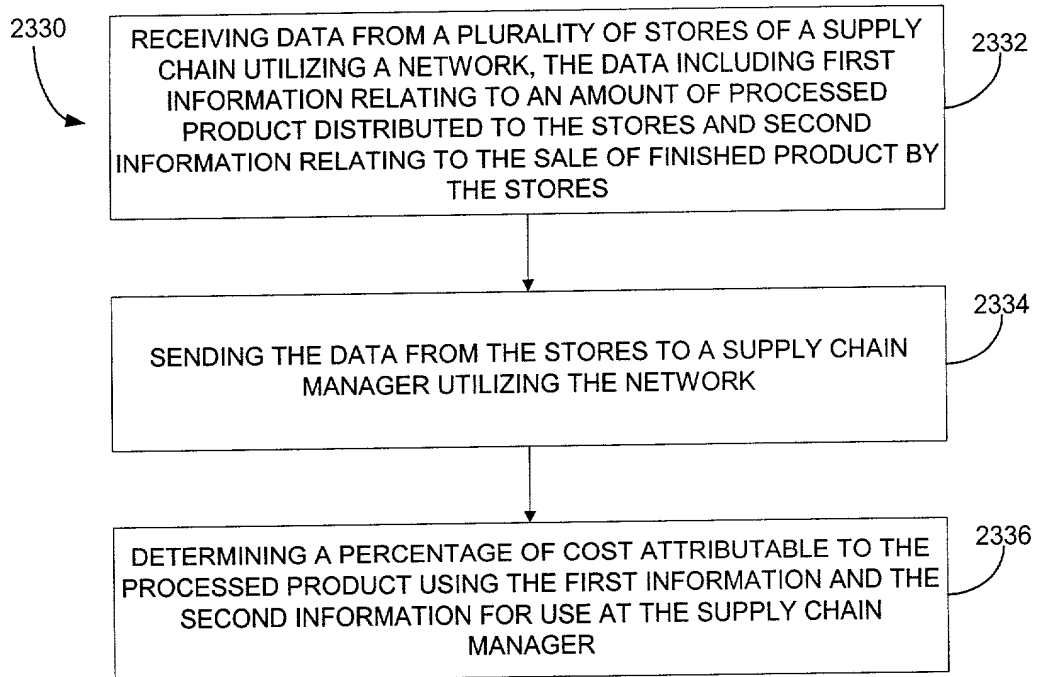 2330
RECEIVING DATA FROM A PLURALITY OF STORES OF A SUPPLY
CHAIN UTILIZING A NETWORK, THE DATA INCLUDING FIRST
INFORMATION RELATING TO AN AMOUNT OF PROCESSED
PRODUCT DISTRIBUTED TO THE STORES AND SECOND
INFORMATION RELATING TO THE SALE OF FINISHED PRODUCT BY
THE STORES
2332
SENDING THE DATA FROM THE STORES TO A SUPPLY CHAIN
MANAGER UTILIZING THE NETWORK
2334
DETERMINING A PERCENTAGE OF COST ATTRIBUTABLE TO THE
PROCESSED PRODUCT USING THE FIRST INFORMATION AND THE
SECOND INFORMATION FOR USE AT THE SUPPLY CHAIN
MANAGER
2336